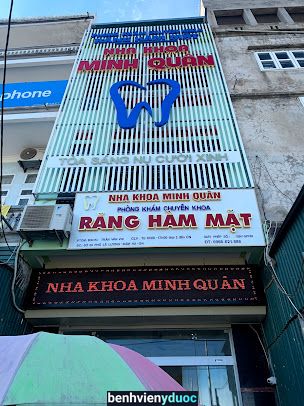 NHA KHOA
MINH QUÂN
phone
TỎA SÁNG NỤ CƯỜI XINH
NHA KHOA MINH QUÂN
PHÒNG KHÁM CHUYÊN KHOA
RĂNG HÀM MẶT
NHA KHOA MINH QUÂN
benhvienyduoc